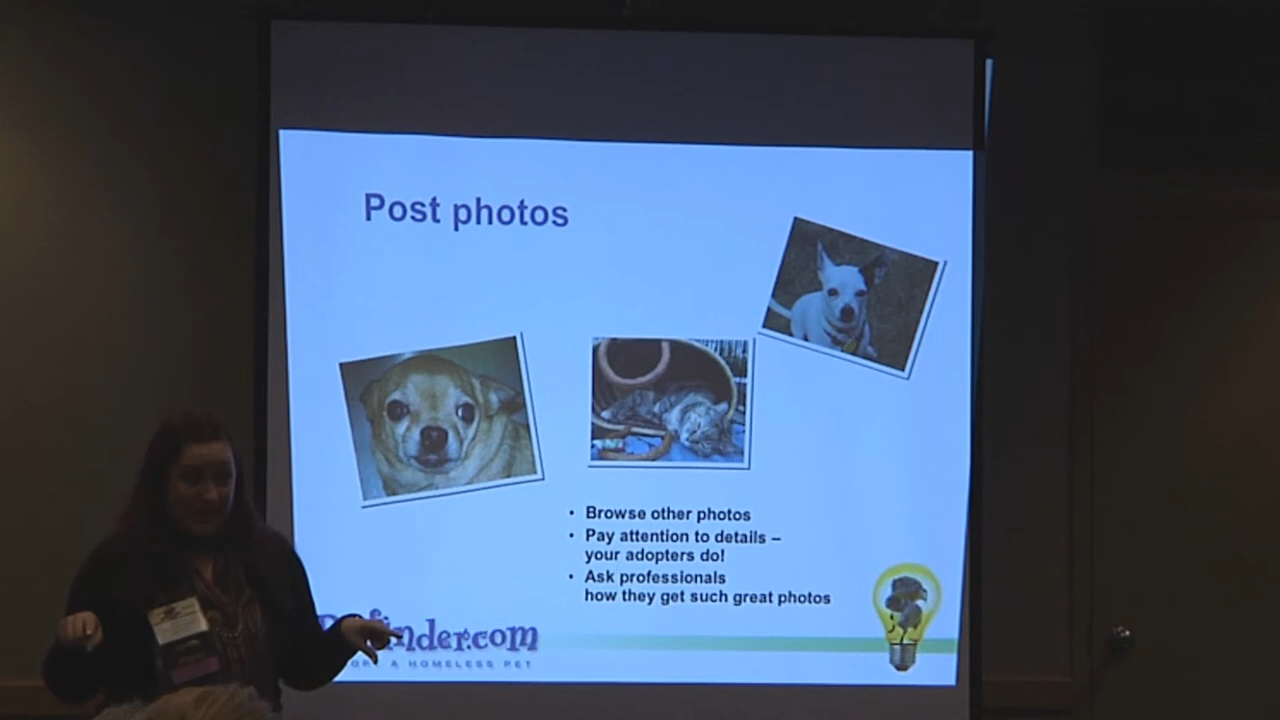 Post photos
• Browse other photos
• Pay attention to details –
your adopters do!
• Ask professionals
how they get such great photos
finder.com
A HOMELESS PET